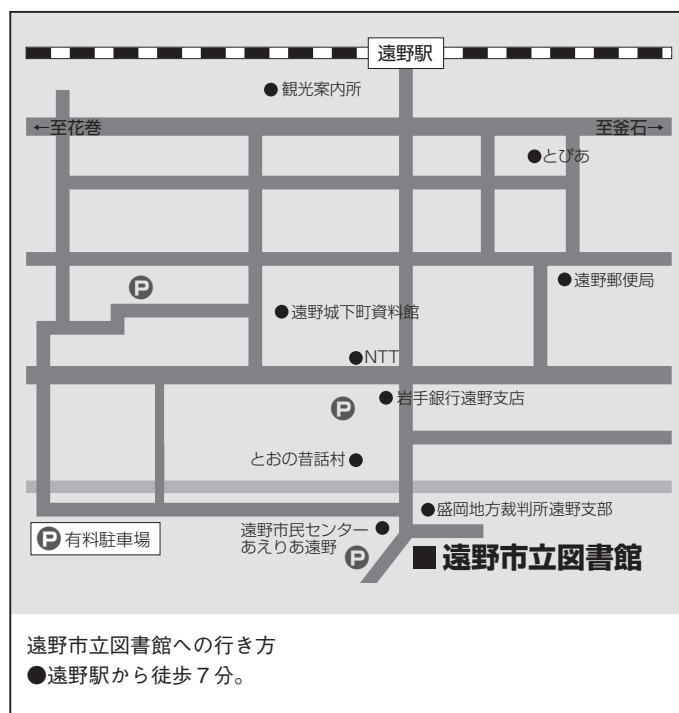 遠野駅
●観光案内所
←至花巻
至釜石→
●とぴあ
P
●遠野郵便局
●遠野城下町資料館
●NTT
●岩手銀行遠野支店
P
とおの昔話村●
●盛岡地方裁判所遠野支部
P有料駐車場
遠野市民センター●
あえりあ遠野
P
■遠野市立図書館
遠野市立図書館への行き方
●遠野駅から徒歩７分。